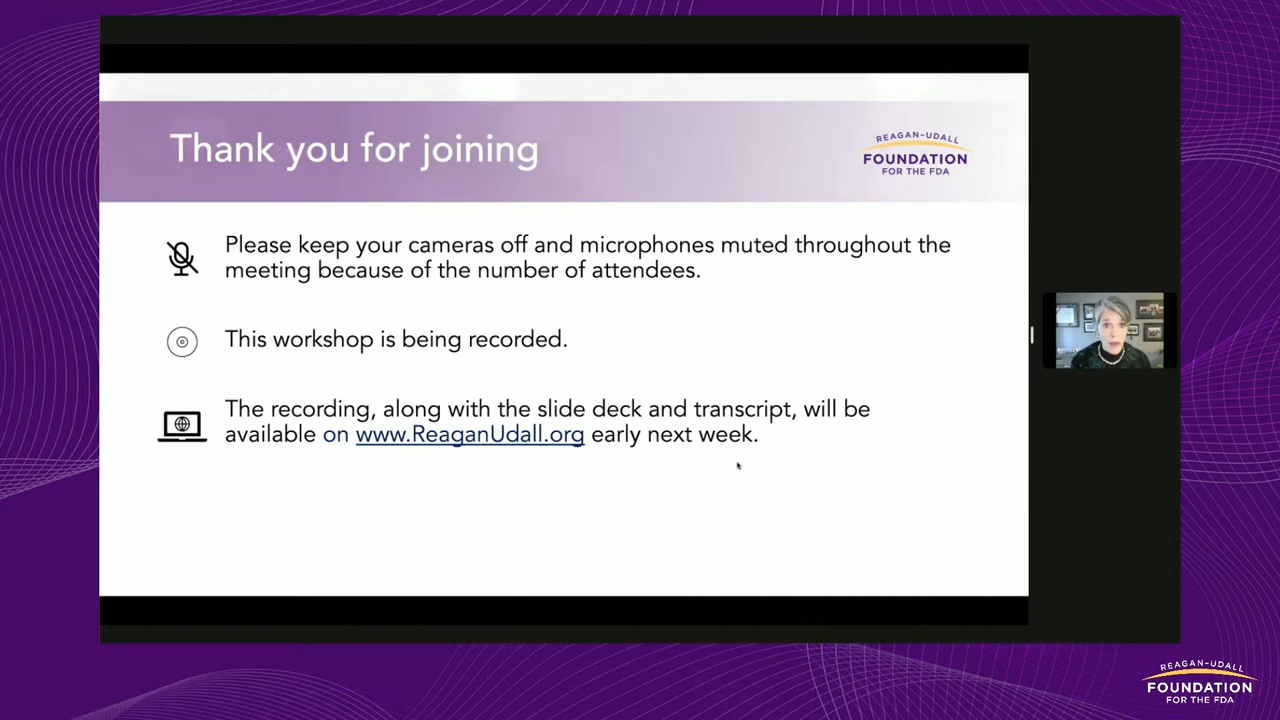 Thank you for joining
REAGAN-UDALL
FOUNDATION
FOR THE FDA
Please keep your cameras off and microphones muted throughout the
meeting because of the number of attendees.
This workshop is being recorded.
The recording, along with the slide deck and transcript, will be
available on www.ReaganUdall.org early next week.
REAGAN-UDALL
FOUNDATION
FOR THE FDA